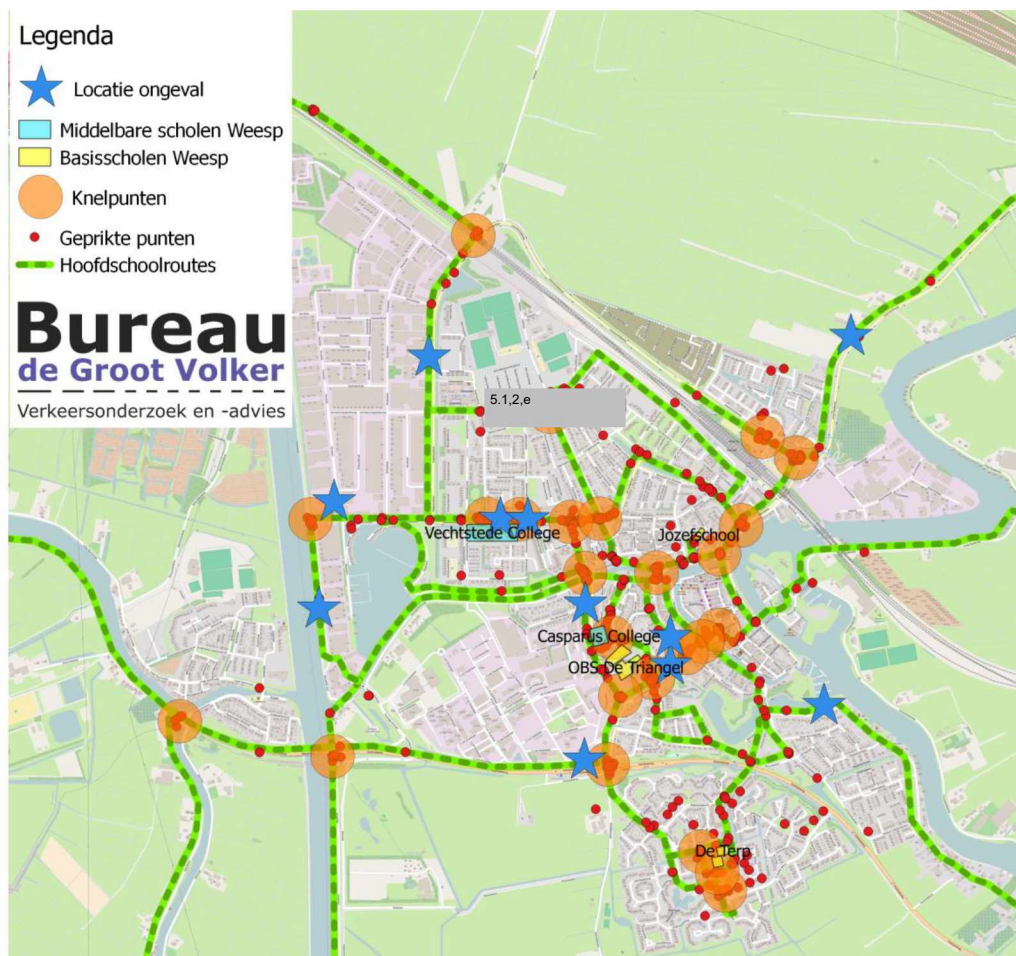 Legenda
Locatie ongeval
Middelbare scholen Weesp
Basisscholen Weesp
Knelpunten
Geprikte punten
Hoofdschoolroutes
Bureau
de Groot Volker
Verkeersonderzoek en -advies
5.1,2,e
Vechtstede College
Jozefschool
Casparus College
OBS De Triangel
De Terp